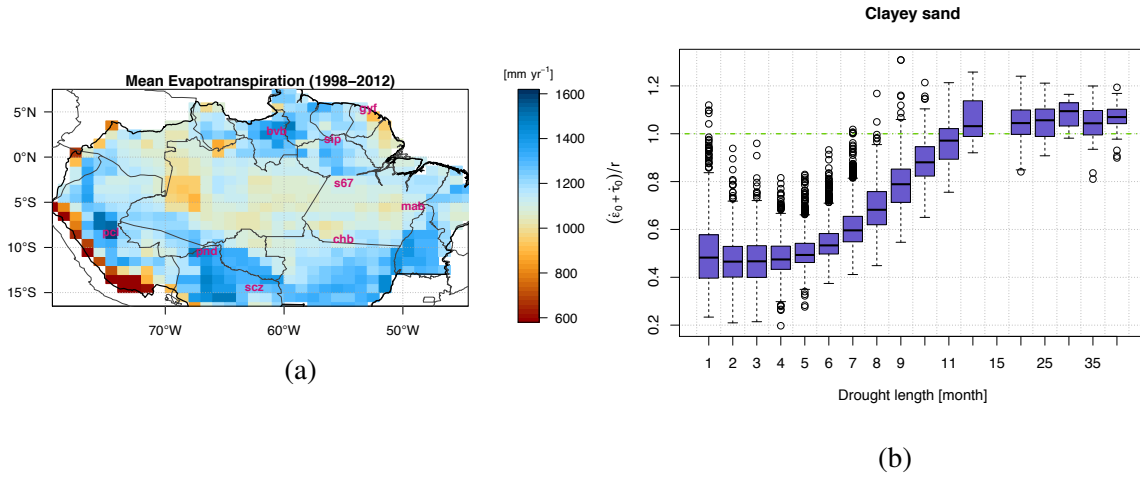 Mean Evapotranspiration (1998−2012)
[mm yr⁻¹]
5°N
0°N
5°S
10°S
15°S
70°W
60°W
50°W
gyf
bvb
sfp
s67
mab
pcl
chb
pnd
scz
1600
1400
1200
1000
800
600
(a)
Clayey sand
(ε̇₀ + τ̇₀)/r
1.2
1.0
0.8
0.6
0.4
0.2
1 2 3 4 5 6 7 8 9 11 15 25 35
Drought length [month]
(b)